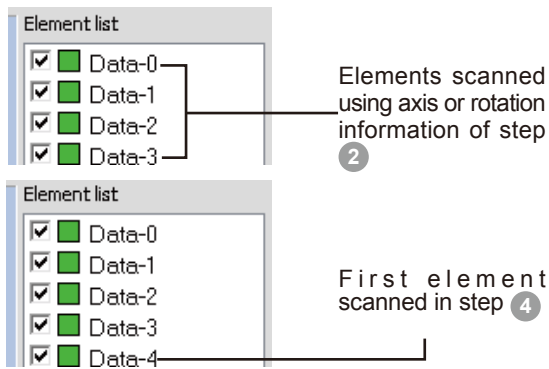 Element list
Data-0
Data-1
Data-2
Data-3
Elements scanned
using axis or rotation
information of step
2
Element list
Data-0
Data-1
Data-2
Data-3
Data-4
First element
scanned in step 4